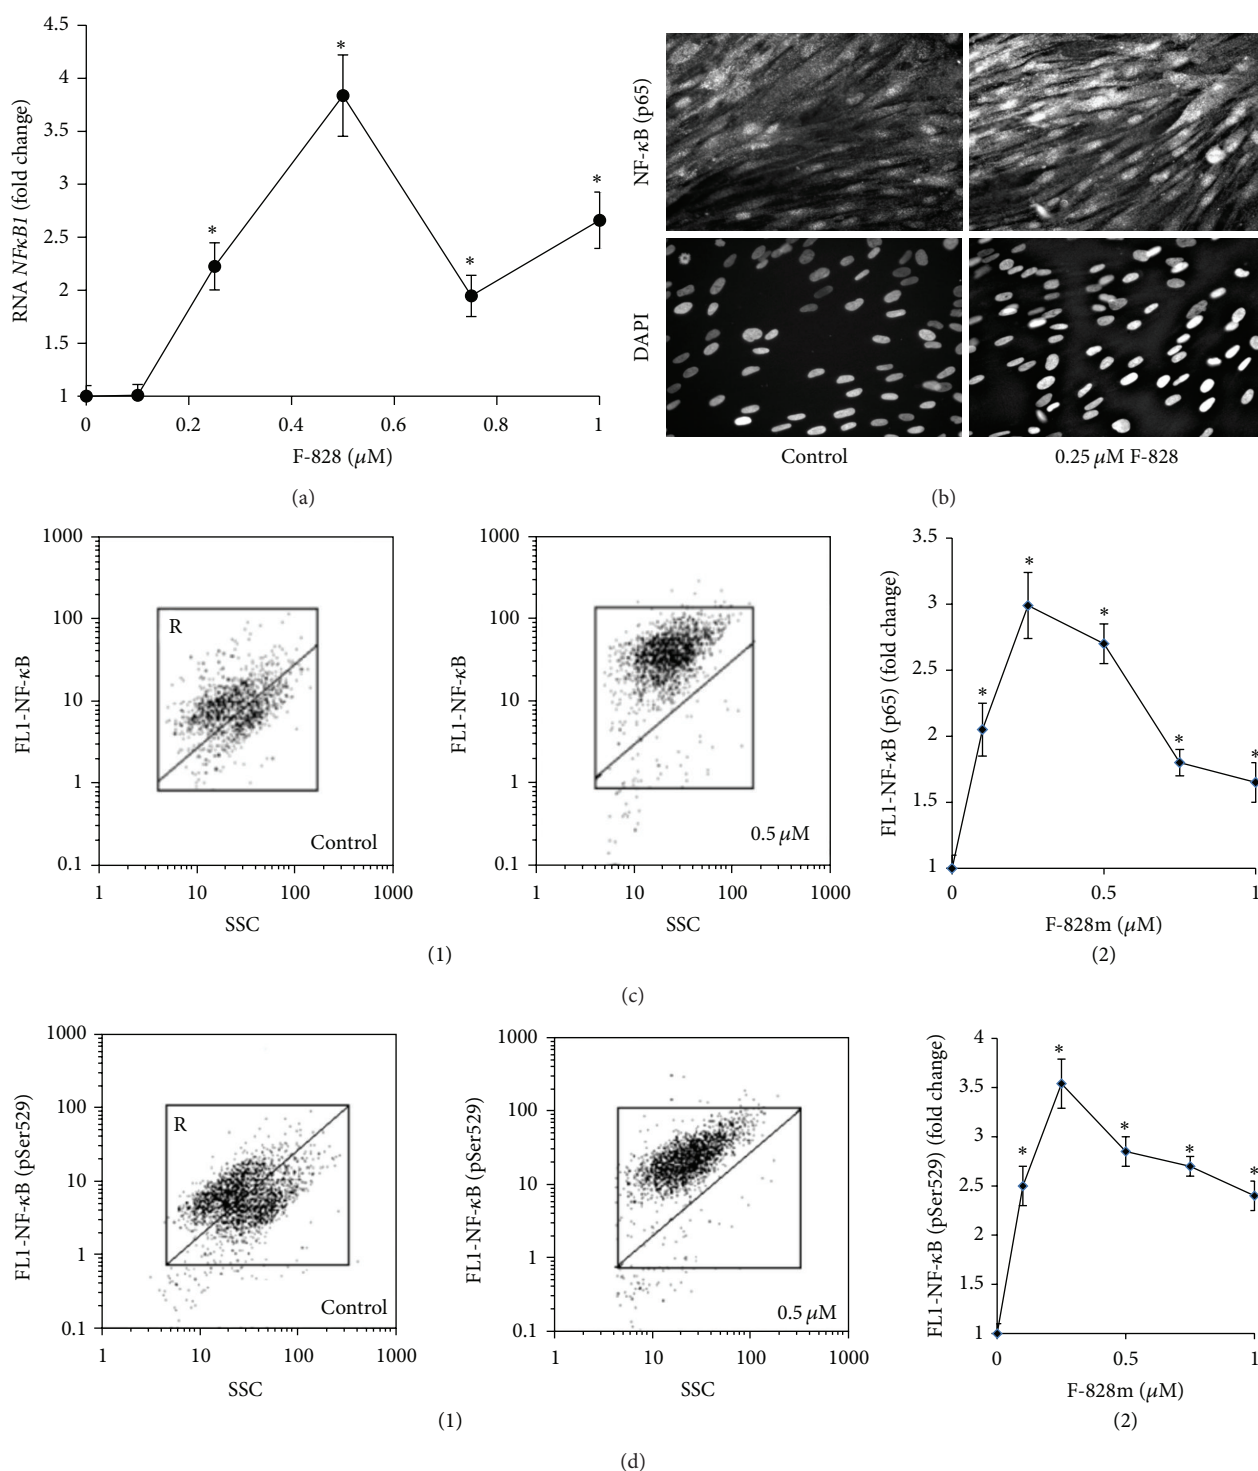 4.5
4
3.5
3
2.5
2
1.5
1
RNA NFκB1 (fold change)
* * * *
0 0.2 0.4 0.6 0.8 1
F-828 (μM)
(a)
NF-κB (p65)
DAPI
Control 0.25 μM F-828
(b)
1000
100
10
1
0.1
FL1-NF-κB
R
Control
1 10 100 1000
SSC
1000
100
10
1
0.1
FL1-NF-κB
0.5 μM
1 10 100 1000
SSC
(1)
3.5
3
2.5
2
1.5
1
FL1-NF-κB (p65) (fold change)
* * * * *
0 0.5 1
F-828m (μM)
(2)
(c)
1000
100
10
1
0.1
FL1-NF-κB (pSer529)
R
Control
1 10 100 1000
SSC
1000
100
10
1
0.1
FL1-NF-κB (pSer529)
0.5 μM
1 10 100 1000
SSC
(1)
4
3.5
3
2.5
2
1.5
1
FL1-NF-κB (pSer529) (fold change)
* * * * *
0 0.5 1
F-828m (μM)
(2)
(d)